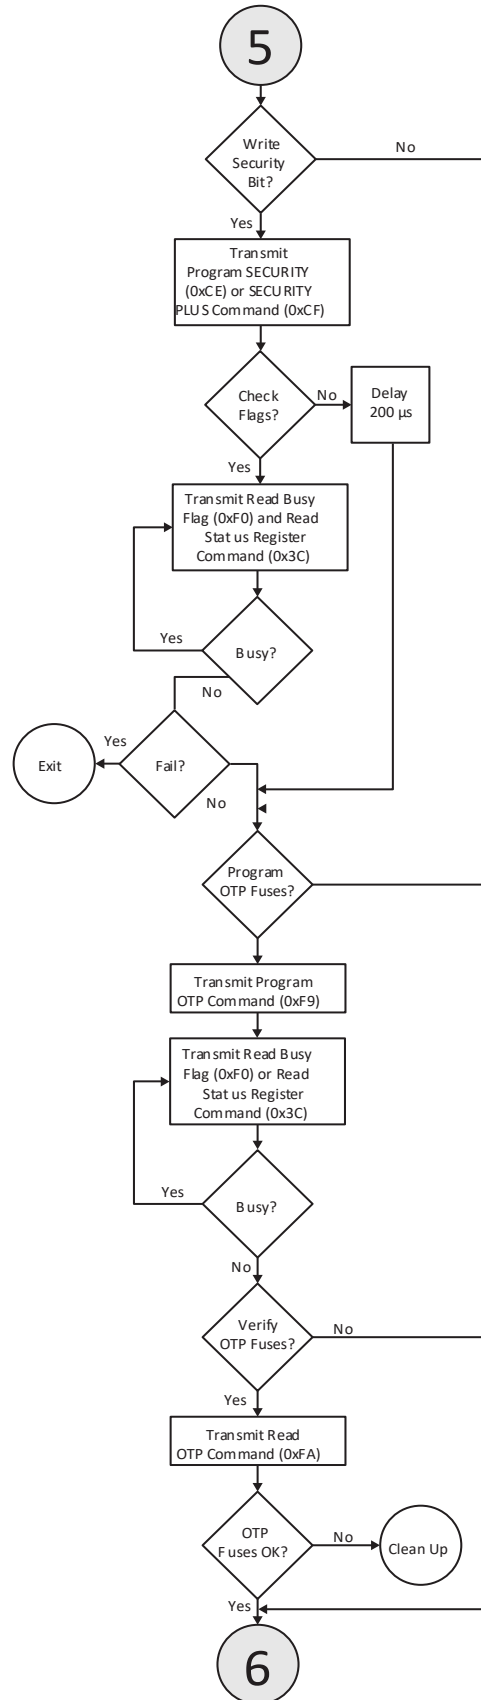 5
Write
Security
Bit?
No
Yes
Transmit
Program SECURITY
(0xCE) or SECURITY
PLUS Command (0xCF)
Check
Flags?
No
Delay
200 µs
Yes
Transmit Read Busy
Flag (0xF0) and Read
Status Register
Command (0x3C)
Yes
Busy?
No
Yes
Exit
Fail?
No
Program
OTP Fuses?
Transmit Program
OTP Command (0xF9)
Transmit Read Busy
Flag (0xF0) or Read
Status Register
Command (0x3C)
Yes
Busy?
No
Verify
OTP Fuses?
No
Yes
Transmit Read
OTP Command (0xFA)
OTP
Fuses OK?
No
Clean Up
Yes
6